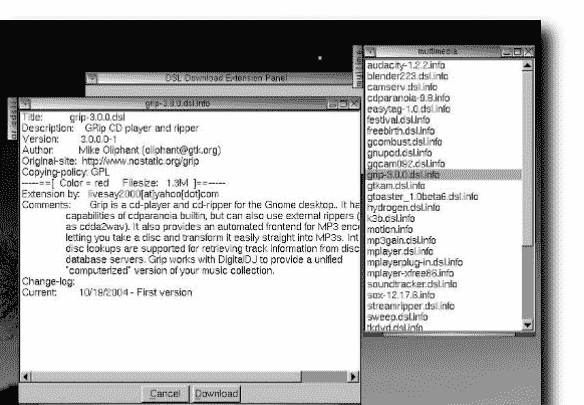 multimedia
DSL Download Extension Panel
grip-3.0.0.dsl.info
Title: grip-3.0.0.dsl
Description: GRip CD player and ripper
Version: 3.0.0-1
Author: Mike Oliphant (oliphant@gtk.org)
Original-site: http://www.nostatic.org/grip
Copying-policy: GPL
-----==[ Color = red Filesize: 1.3M ]==-----
Extension by: livesay2000[at]yahoo[dot]com
Comments: Grip is a cd-player and cd-ripper for the Gnome desktop.. It ha
capabilities of cdparanoia builtin, but can also use external rippers (
as cdda2wav). It also provides an automated frontend for MP3 enc
letting you take a disc and transform it easily straight into MP3s. Int
disc lookups are supported for retrieving track information from disc
database servers. Grip works with DigitalDJ to provide a unified
"computerized" version of your music collection.
Change-log:
Current: 10/19/2004 - First version
Cancel Download
audacity-1.2.2.info
blender223.dsl.info
camserv.dsl.info
cdparanoia-9.8.info
easytag-1.0.dsl.info
festival.dsl.info
freebirth.dsl.info
gcombust.dsl.info
gnupod.dsl.info
gqcam092.dsl.info
grip-3.0.0.dsl.info
gtkam.dsl.info
gtoaster_1.0beta6.dsl.info
hydrogen.dsl.info
k3b.dsl.info
motion.info
mp3gain.dsl.info
mplayer.dsl.info
mplayerplug-in.dsl.info
mplayer-xfree86.info
soundtracker.dsl.info
sox-12.17.6.info
streamripper.dsl.info
sweep.dsl.info
tkdvd.dsl.info